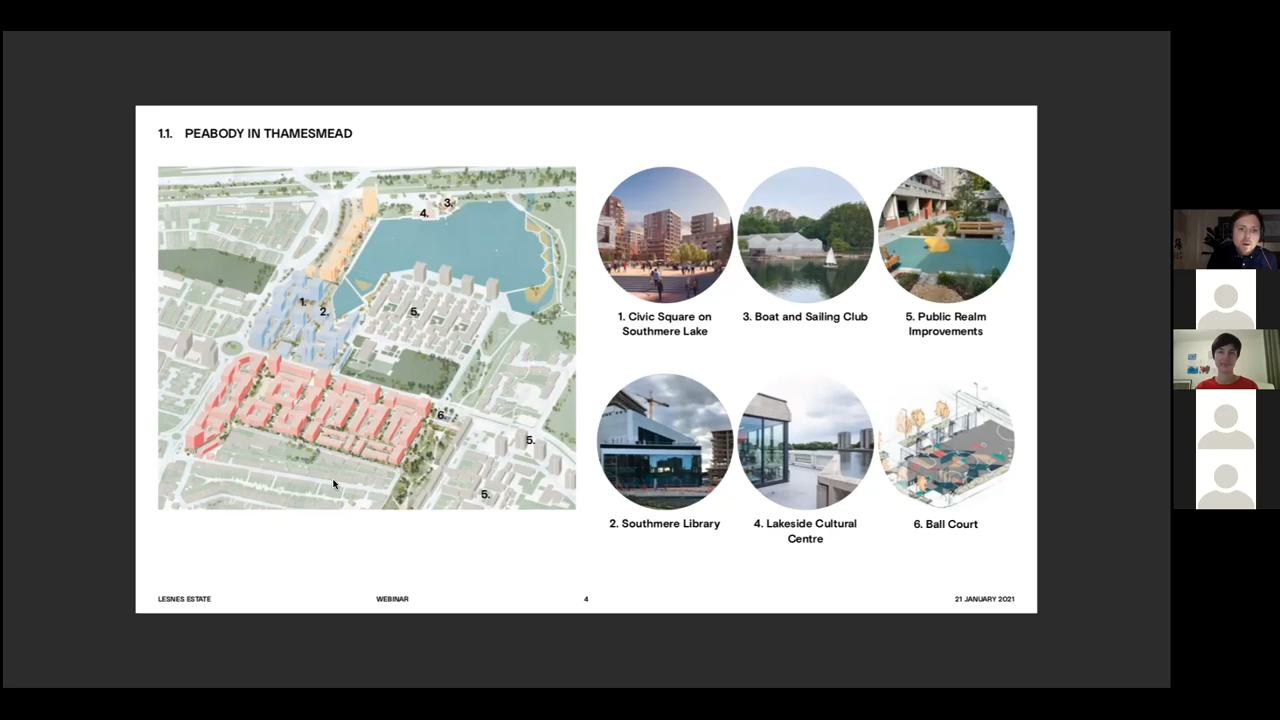 1.1. PEABODY IN THAMESMEAD
3.
4.
1.
2.
5.
6.
5.
5.
1. Civic Square on
Southmere Lake
3. Boat and Sailing Club
5. Public Realm
Improvements
2. Southmere Library
4. Lakeside Cultural
Centre
6. Ball Court
LESNES ESTATE
WEBINAR
4
21 JANUARY 2021